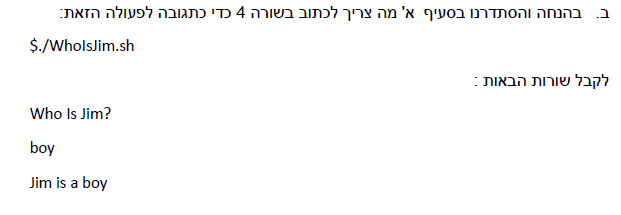 ב. בהנחה והסתדרנו בסעיף א' מה צריך לכתוב בשורה 4 כדי כתגובה לפעולה הזאת:
$./WhoIsJim.sh
לקבל שורות הבאות :
Who Is Jim?
boy
Jim is a boy